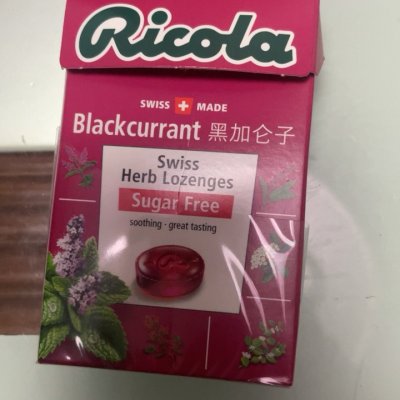 Ricola
SWISS MADE
Blackcurrant 黑加仑子
Swiss
Herb Lozenges
Sugar Free
soothing · great tasting